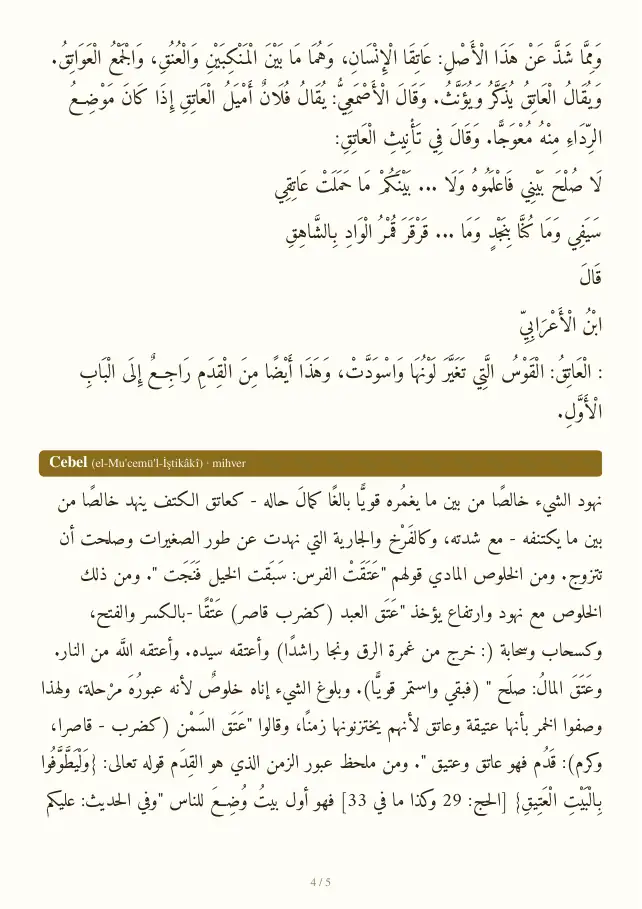 وَمِمَّا شَذَّ عَنْ هَذَا الْأَصْلِ: عَاتِقَا الْإِنْسَانِ، وَهُمَا مَا بَيْنَ الْمَنْكِبَيْنِ وَالْعُنُقِ، وَالْجَمْعُ الْعَوَاتِقُ.
وَيُقَالُ الْعَاتِقُ يُذَكَّرُ وَيُؤَنَّثُ. وَقَالَ الْأَصْمَعِيُّ: يُقَالُ فُلَانٌ أَمْيَلُ الْعَاتِقِ إِذَا كَانَ مَوْضِعُ
الرِّدَاءِ مِنْهُ مُعْوَجًّا. وَقَالَ فِي تَأْنِيثِ الْعَاتِقِ:
لَا صُلْحَ بَيْنِي فَاعْلَمُوهُ وَلَا ... بَيْنَكُمْ مَا حَمَلَتْ عَاتِقِي
سَيَفِي وَمَا كُنَّا بِنَجْدٍ وَمَا ... قَرْقَرَ قُمْرُ الْوَادِ بِالشَّاهِقِ
قَالَ
ابْنُ الْأَعْرَابِيِّ
: الْعَاتِقُ: الْقَوْسُ الَّتِي تَغَيَّرَ لَوْنُهَا وَاسْوَدَّتْ، وَهَذَا أَيْضًا مِنَ الْقِدَمِ رَاجِعٌ إِلَى الْبَابِ
الْأَوَّلِ.
Cebel (el-Mu'cemü'l-İştikâkî) · mihver
نهود الشيء خالصًا من بين ما يغمُره قويًّا بالغًا كمالَ حاله - كعاتق الكتف ينهد خالصًا من
بين ما يكتنفه - مع شدته، وكالفَرْخ والجارية التي نهدت عن طور الصغيرات وصلحت أن
تتزوج. ومن الخلوص المادي قولهم "عَتَقَتْ الفرس: سَبَقت الخيل فَنَجَت ". ومن ذلك
الخلوص مع نهود وارتفاع يؤخذ "عَتَق العبد (كضرب قاصر) عَتْقًا -بالكسر والفتح،
وكسحاب وسحابة (: خرج من غمرة الرق ونجا راشدًا) وأعتقه سيده. وأعتقه الله من النار.
وعَتَقَ المالُ: صلَح " (فبقي واستمر قويًّا). وبلوغ الشيء إناه خلوصٌ لأنه عبورُهَ مرْحلة، ولهذا
وصفوا الخمر بأنها عتيقة وعاتق لأنهم يختزنونها زمنًا، وقالوا "عتَق السَمْن (كضرب - قاصرا،
وكرم): قَدُم فهو عاتق وعتيق ". ومن ملحظ عبور الزمن الذي هو القِدَم قوله تعالى: {وَلْيَطَّوَّفُوا
بِالْبَيْتِ الْعَتِيقِ} [الحج: 29 وكذا ما في 33] فهو أول بيتُ وُضِعَ للناس "وفي الحديث: عليكم
4 / 5